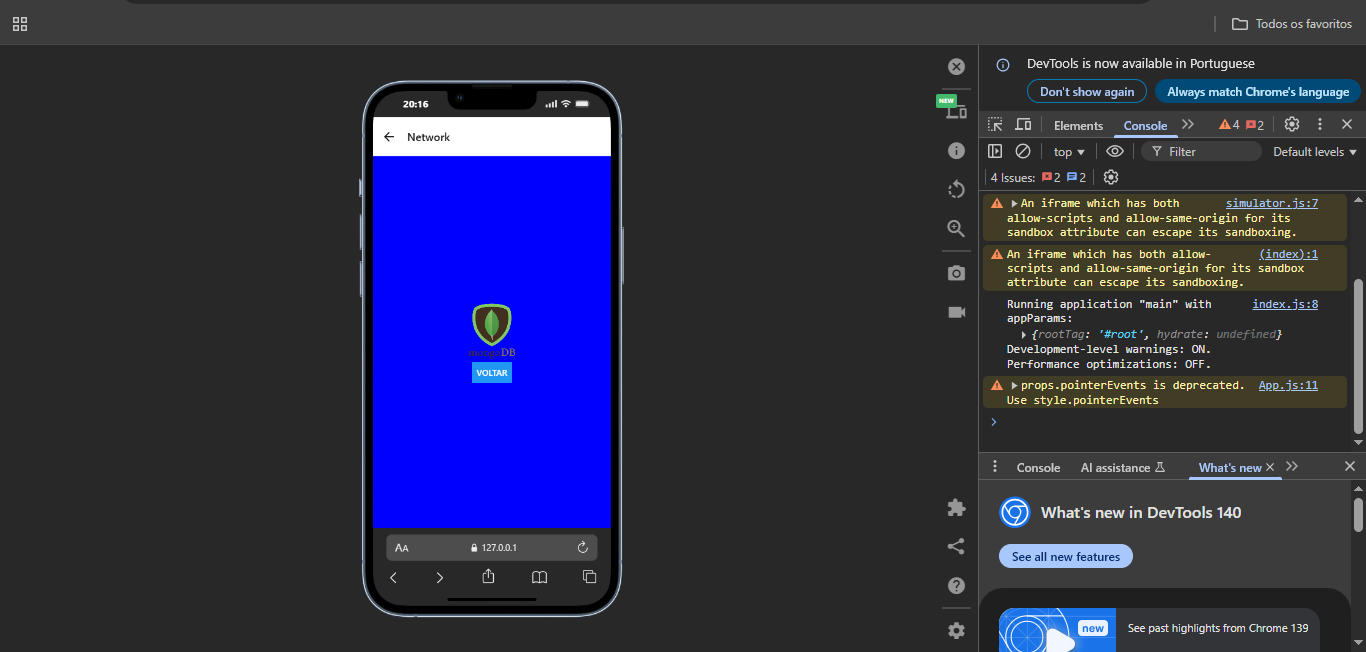 Todos os favoritos
20:16
Network
mongoDB
VOLTAR
AA
127.0.0.1
NEW
DevTools is now available in Portuguese
Don't show again
Always match Chrome's language
Elements
Console
4
2
top
Filter
Default levels
4 Issues:
2
2
An iframe which has both simulator.js:7
allow-scripts and allow-same-origin for its
sandbox attribute can escape its sandboxing.
An iframe which has both allow- (index):1
scripts and allow-same-origin for its sandbox
attribute can escape its sandboxing.
Running application "main" with index.js:8
appParams:
{rootTag: '#root', hydrate: undefined}
Development-level warnings: ON.
Performance optimizations: OFF.
props.pointerEvents is deprecated. App.js:11
Use style.pointerEvents
Console
AI assistance
What's new
What's new in DevTools 140
See all new features
new
See past highlights from Chrome 139